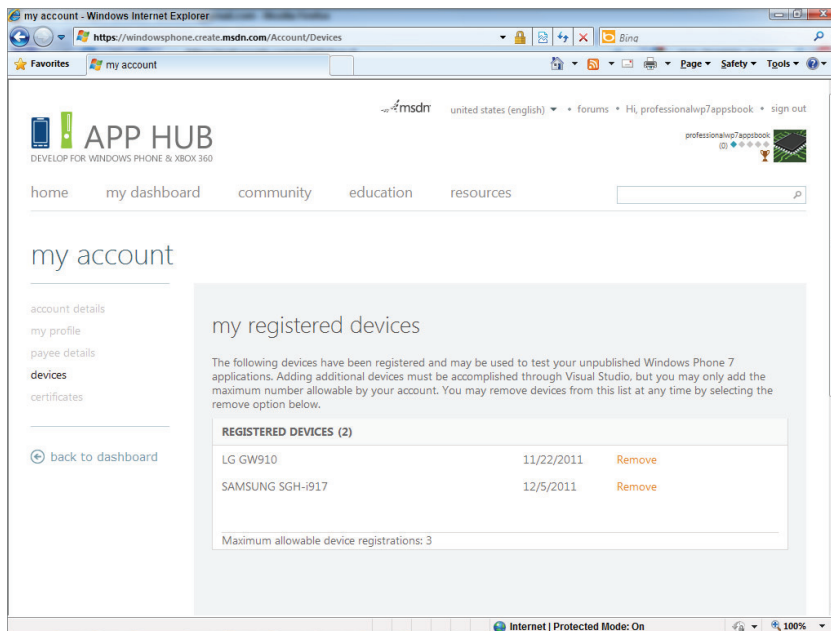 my account - Windows Internet Explorer
https://windowsphone.create.msdn.com/Account/Devices
Bing
Favorites
my account
Page
Safety
Tools
msdn
united states (english)
• forums • Hi, professionalwp7appsbook • sign out
APP HUB
DEVELOP FOR WINDOWS PHONE & XBOX 360
professionalwp7appsbook
(0)
home
my dashboard
community
education
resources
my account
account details
my profile
payee details
devices
certificates
back to dashboard
my registered devices
The following devices have been registered and may be used to test your unpublished Windows Phone 7
applications. Adding additional devices must be accomplished through Visual Studio, but you may only add the
maximum number allowable by your account. You may remove devices from this list at any time by selecting the
remove option below.
REGISTERED DEVICES (2)
LG GW910 11/22/2011 Remove
SAMSUNG SGH-i917 12/5/2011 Remove
Maximum allowable device registrations: 3
Internet | Protected Mode: On
100%